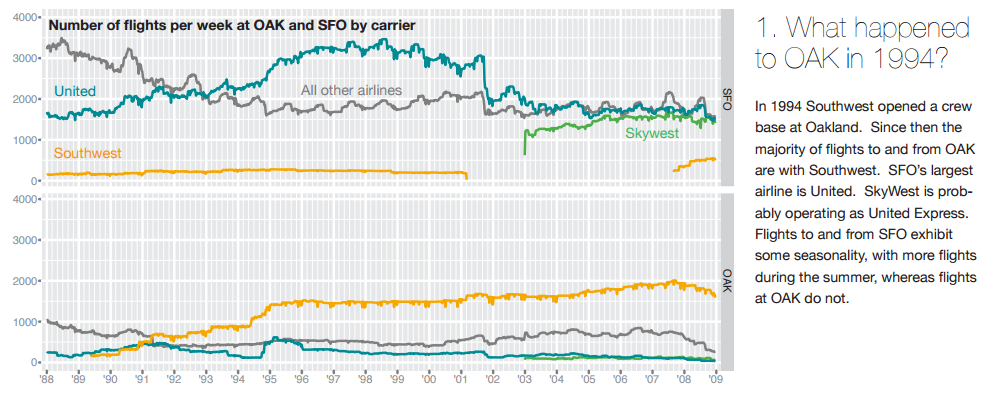 Number of flights per week at OAK and SFO by carrier
4000
3000
2000
1000
0
United
All other airlines
Southwest
Skywest
SFO
4000
3000
2000
1000
0
OAK
'88 '89 '90 '91 '92 '93 '94 '95 '96 '97 '98 '99 '00 '01 '02 '03 '04 '05 '06 '07 '08 '09
1. What happened
to OAK in 1994?
In 1994 Southwest opened a crew
base at Oakland. Since then the
majority of flights to and from OAK
are with Southwest. SFO's largest
airline is United. SkyWest is prob-
ably operating as United Express.
Flights to and from SFO exhibit
some seasonality, with more flights
during the summer, whereas flights
at OAK do not.